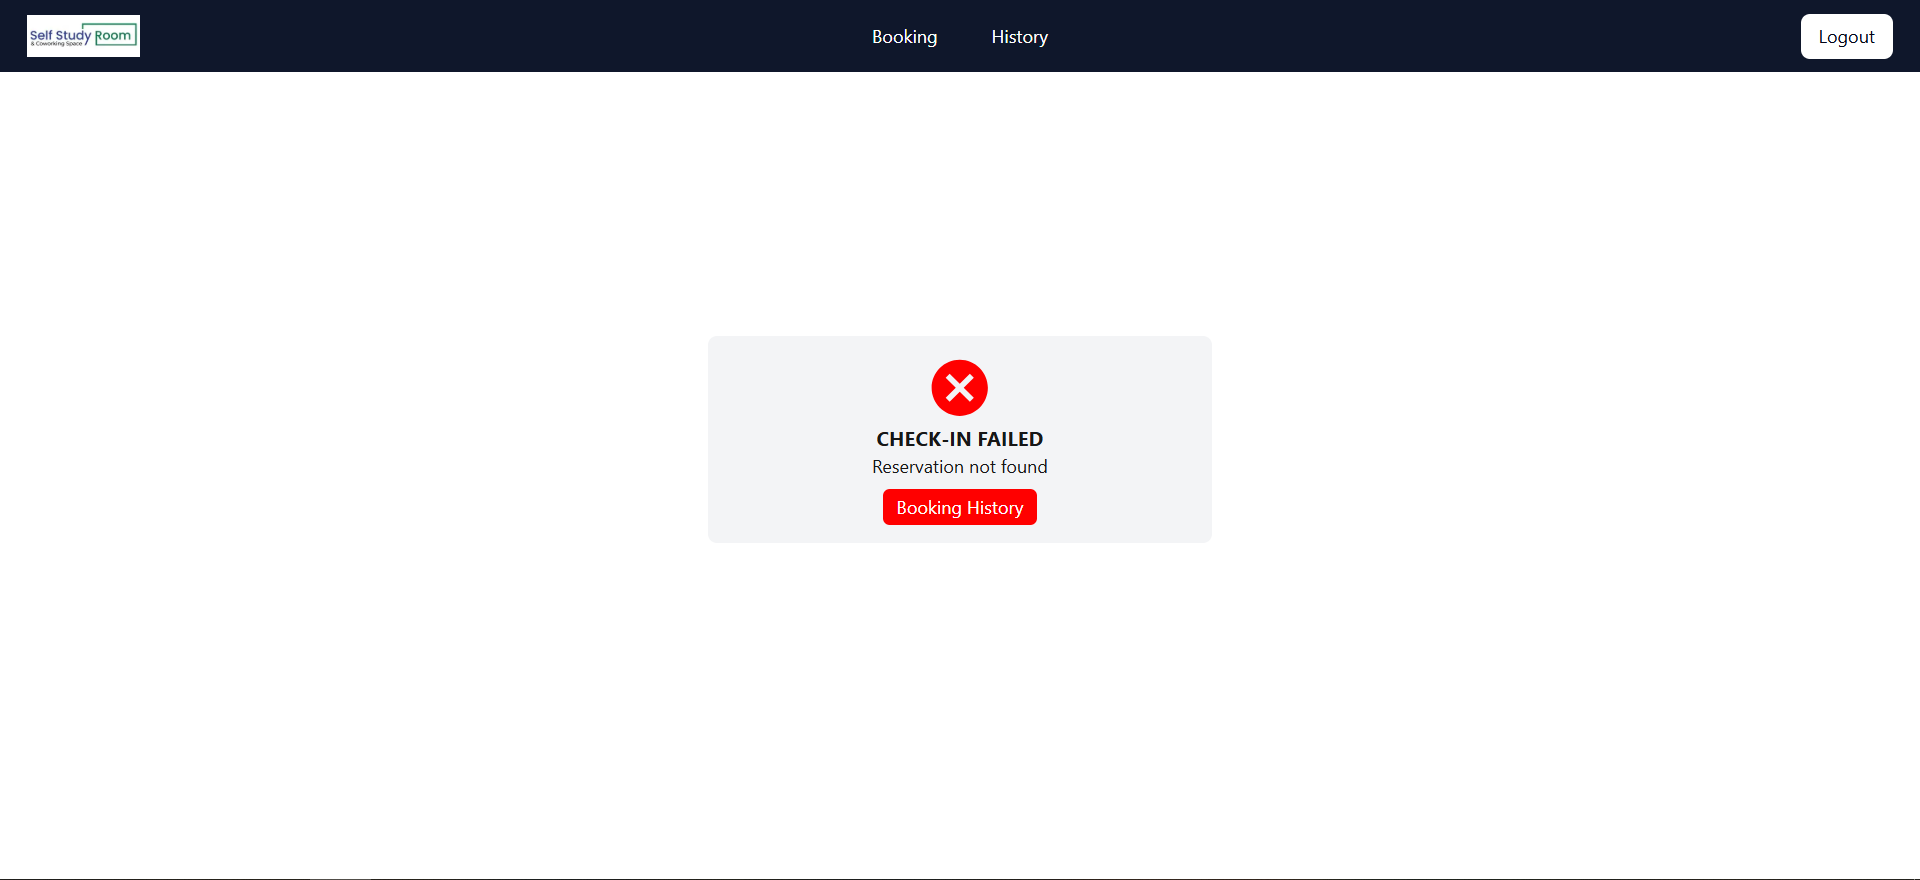 Self Study Room
& Coworking Space
Booking
History
Logout
CHECK-IN FAILED
Reservation not found
Booking History